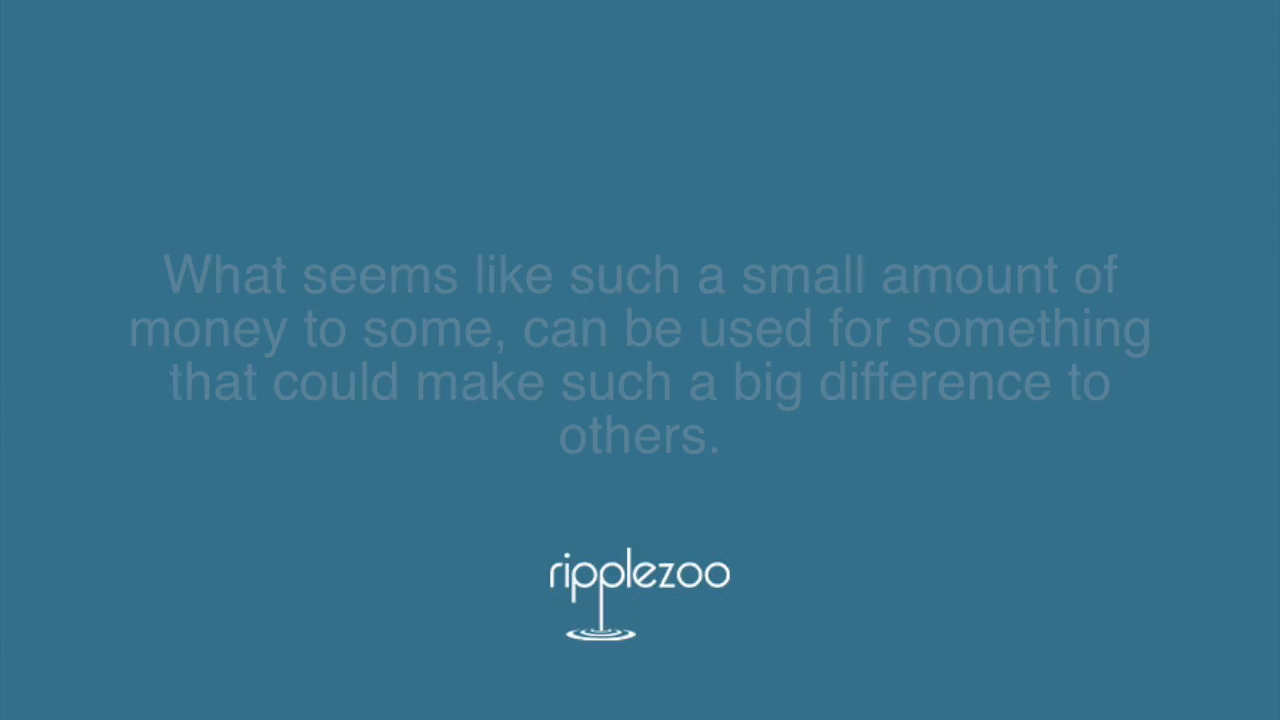 What seems like such a small amount of
money to some, can be used for something
that could make such a big difference to
others.
ripplezoo